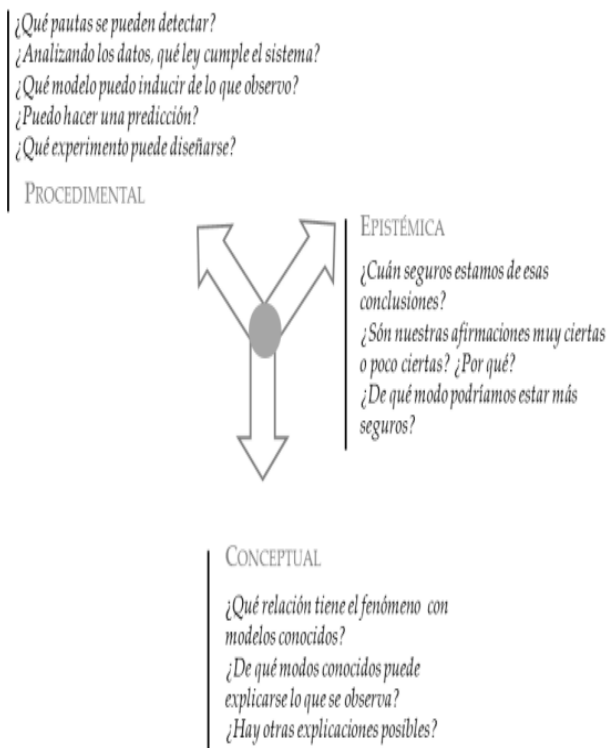 ¿Qué pautas se pueden detectar?
¿Analizando los datos, qué ley cumple el sistema?
¿Qué modelo puedo inducir de lo que observo?
¿Puedo hacer una predicción?
¿Qué experimento puede diseñarse?
PROCEDIMENTAL
EPISTÉMICA
¿Cuán seguros estamos de esas
conclusiones?
¿Són nuestras afirmaciones muy ciertas
o poco ciertas? ¿Por qué?
¿De qué modo podríamos estar más
seguros?
CONCEPTUAL
¿Qué relación tiene el fenómeno con
modelos conocidos?
¿De qué modos conocidos puede
explicarse lo que se observa?
¿Hay otras explicaciones posibles?